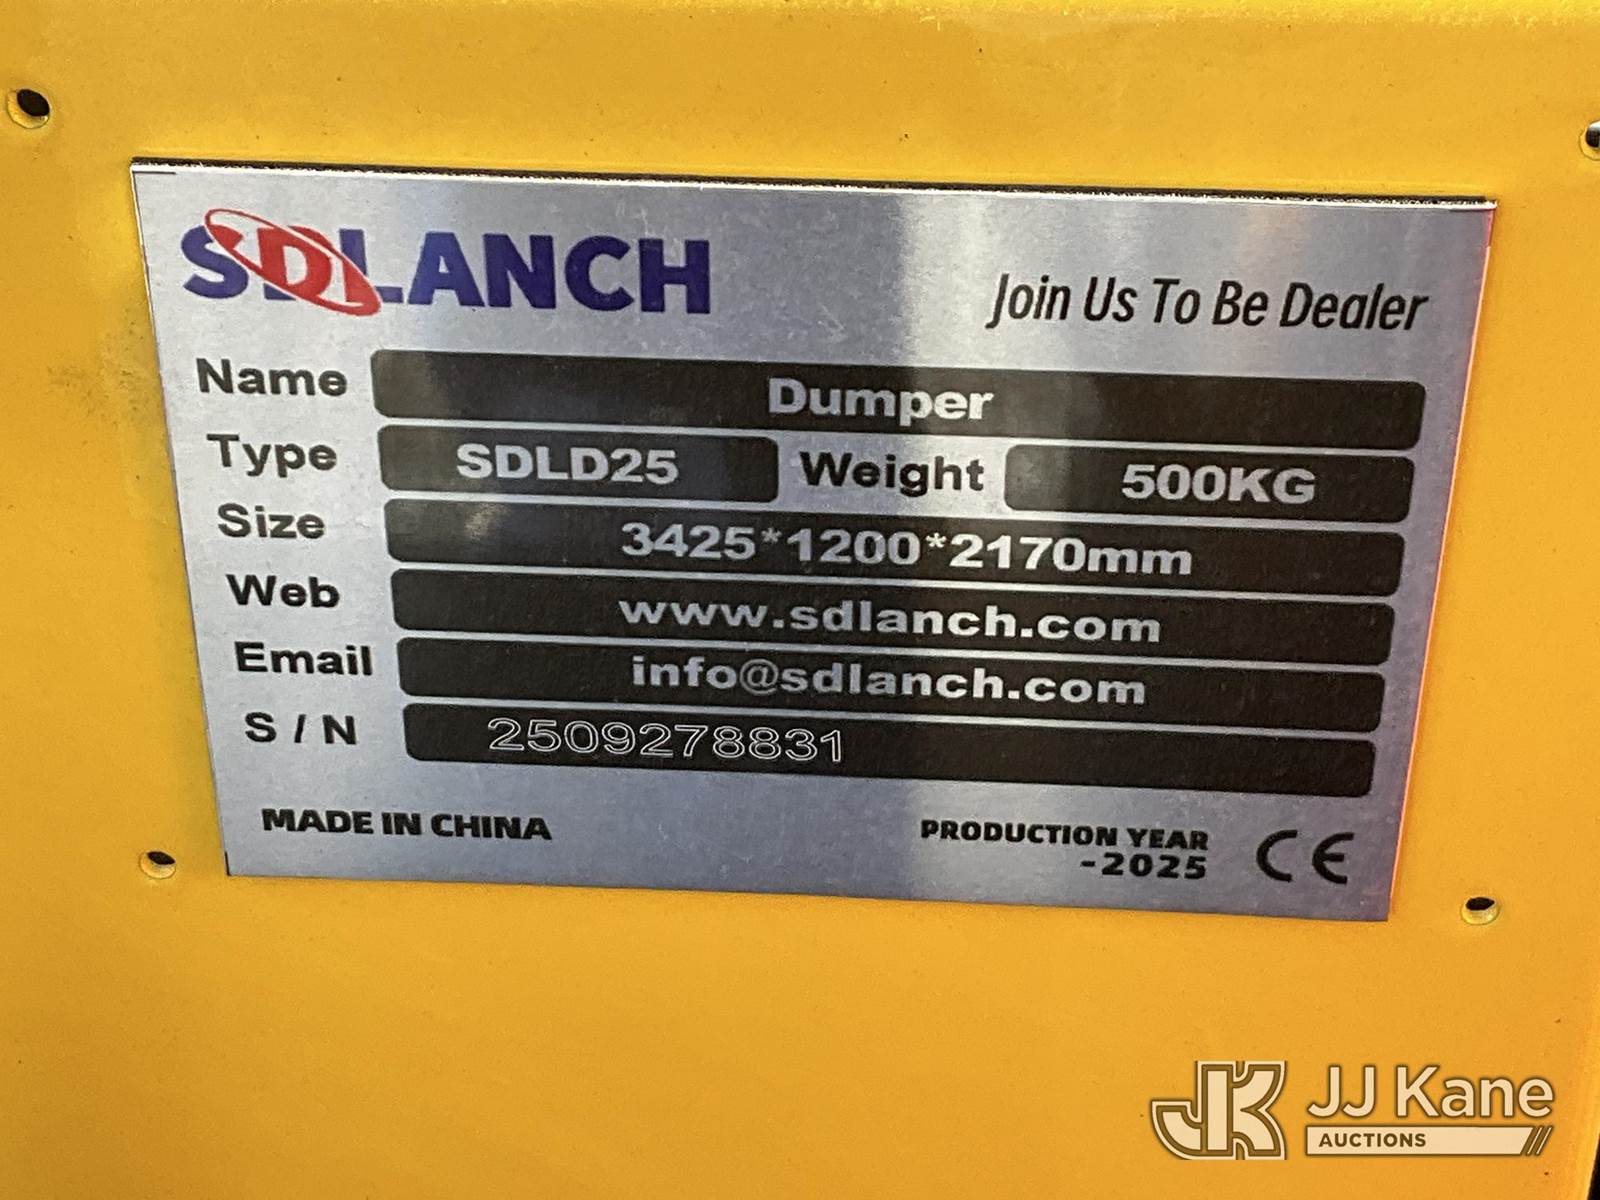 SDLANCH
Join Us To Be Dealer
Name Dumper
Type SDLD25 Weight 500KG
Size 3425*1200*2170mm
Web www.sdlanch.com
Email info@sdlanch.com
S / N 2509278831
MADE IN CHINA
PRODUCTION YEAR
-2025
CE
JK JJ Kane
AUCTIONS